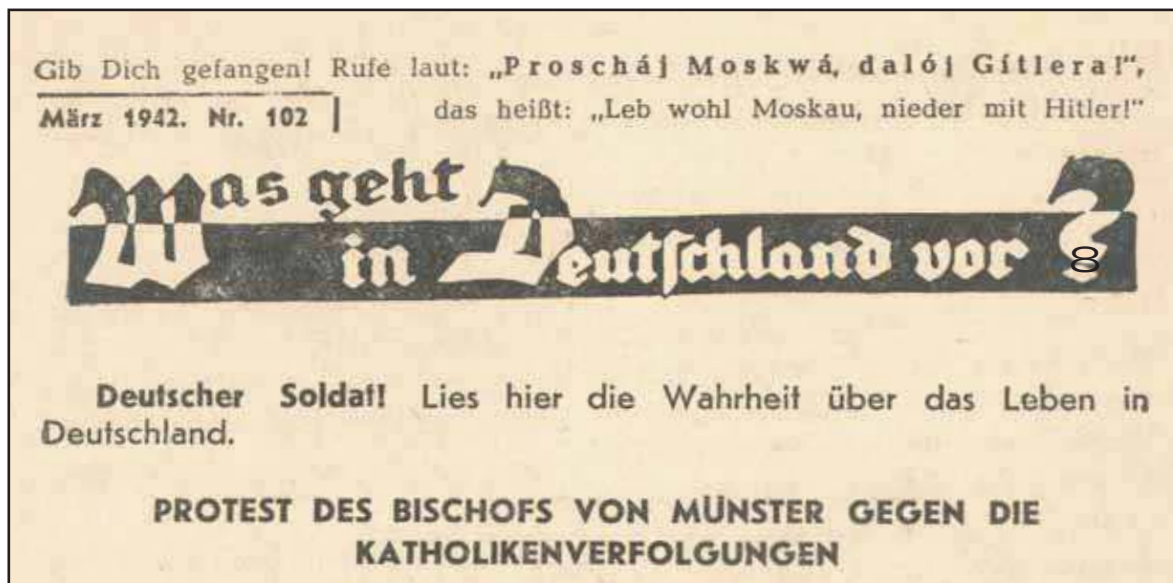 Gib Dich gefangen! Rufe laut: „Proscháj Moskwá, dalój Gítlera!",
März 1942. Nr. 102 das heißt: „Leb wohl Moskau, nieder mit Hitler!"
Was geht
in Deutſchland vor ?
8
Deutscher Soldat! Lies hier die Wahrheit über das Leben in
Deutschland.
PROTEST DES BISCHOFS VON MÜNSTER GEGEN DIE
KATHOLIKENVERFOLGUNGEN